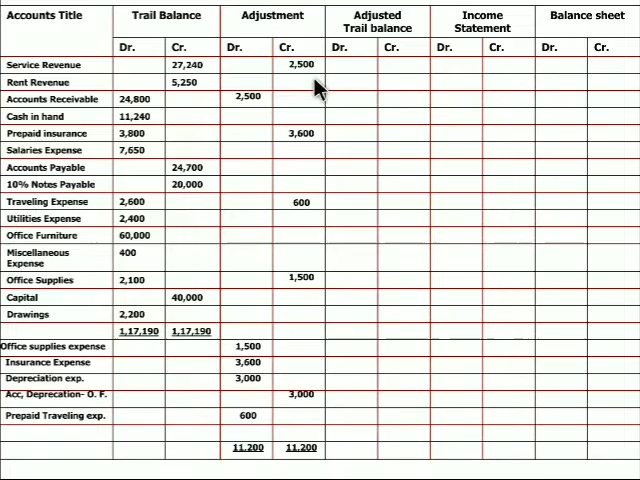 Accounts Title Trail Balance Adjustment Adjusted Trail balance Income Statement Balance sheet
Dr. Cr. Dr. Cr. Dr. Cr. Dr. Cr. Dr. Cr.
Service Revenue 27,240 2,500
Rent Revenue 5,250
Accounts Receivable 24,800 2,500
Cash in hand 11,240
Prepaid insurance 3,800 3,600
Salaries Expense 7,650
Accounts Payable 24,700
10% Notes Payable 20,000
Traveling Expense 2,600 600
Utilities Expense 2,400
Office Furniture 60,000
Miscellaneous Expense 400
Office Supplies 2,100 1,500
Capital 40,000
Drawings 2,200
1,17,190 1,17,190
Office supplies expense 1,500
Insurance Expense 3,600
Depreciation exp. 3,000
Acc, Deprecation- O. F. 3,000
Prepaid Traveling exp. 600
11.200 11.200